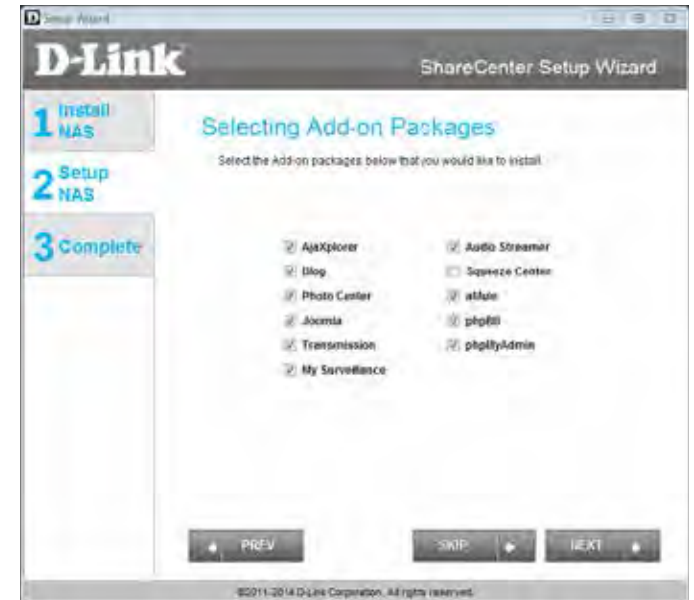 Setup Wizard
D-Link
ShareCenter Setup Wizard
1 Install NAS
2 Setup NAS
3 Complete
Selecting Add-on Packages
Select the Add-on packages below that you would like to install.
AjaXplorer
Audio Streamer
Blog
Squeeze Center
Photo Center
aMule
Joomla
phpBB
Transmission
phpMyAdmin
My Surveillance
PREV
SKIP
NEXT
©2011-2014 D-Link Corporation. All rights reserved.